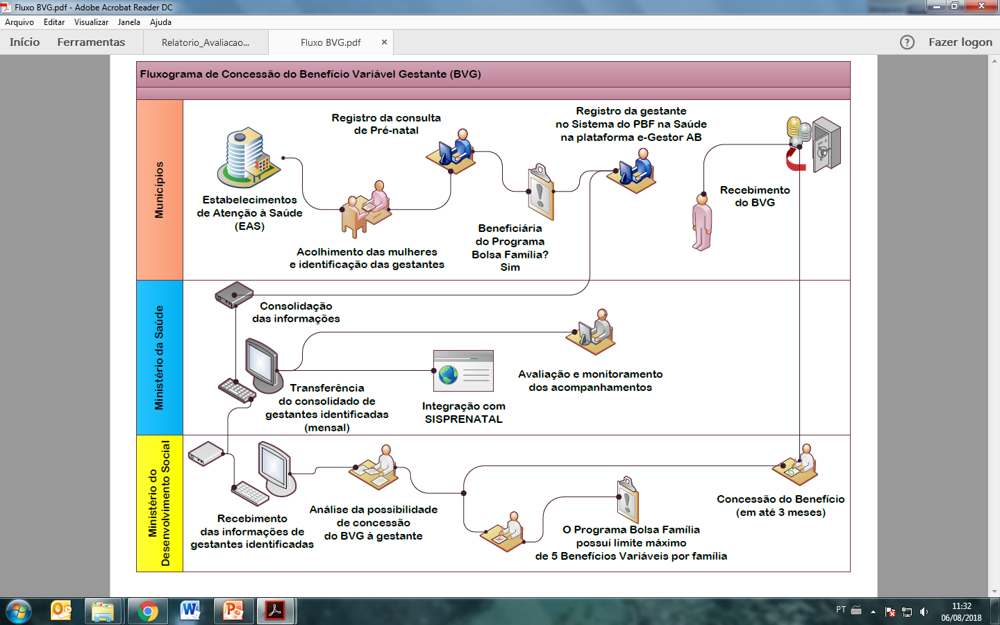 Fluxo BVG.pdf - Adobe Acrobat Reader DC
Arquivo Editar Visualizar Janela Ajuda
Início Ferramentas Relatorio_Avaliacao... Fluxo BVG.pdf × ? Fazer logon
Fluxograma de Concessão do Benefício Variável Gestante (BVG)
Municípios
Estabelecimentos
de Atenção à Saúde
(EAS)
Acolhimento das mulheres
e identificação das gestantes
Registro da consulta
de Pré-natal
Beneficiária
do Programa
Bolsa Família?
Sim
Registro da gestante
no Sistema do PBF na Saúde
na plataforma e-Gestor AB
Recebimento
do BVG
Ministério da Saúde
Consolidação
das informações
Transferência
do consolidado de
gestantes identificadas
(mensal)
Integração com
SISPRENATAL
Avaliação e monitoramento
dos acompanhamentos
Ministério do
Desenvolvimento Social
Recebimento
das informações de
gestantes identificadas
Análise da possibilidade
de concessão
do BVG à gestante
O Programa Bolsa Família
possui limite máximo
de 5 Benefícios Variáveis por família
Concessão do Benefício
(em até 3 meses)
PT
11:32
06/08/2018